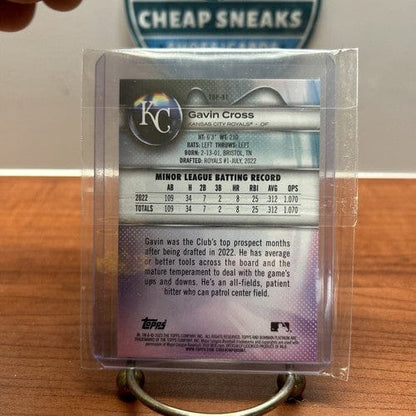 CHEAP SNEAKS
TOP-81
KC
Gavin Cross
KANSAS CITY ROYALS® • OF
HT: 6'3" WT: 210
BATS: LEFT THROWS: LEFT
BORN: 2-13-01, BRISTOL, TN
DRAFTED: ROYALS #1-JULY, 2022
MINOR LEAGUE BATTING RECORD
AB H 2B 3B HR RBI AVG OPS
2022 109 34 7 2 8 25 .312 1.070
TOTALS 109 34 7 2 8 25 .312 1.070
Gavin was the Club's top prospect months
after being drafted in 2022. He has average
or better tools across the board and the
mature temperament to deal with the game's
ups and downs. He's an all-fields, patient
hitter who can patrol center field.
Topps